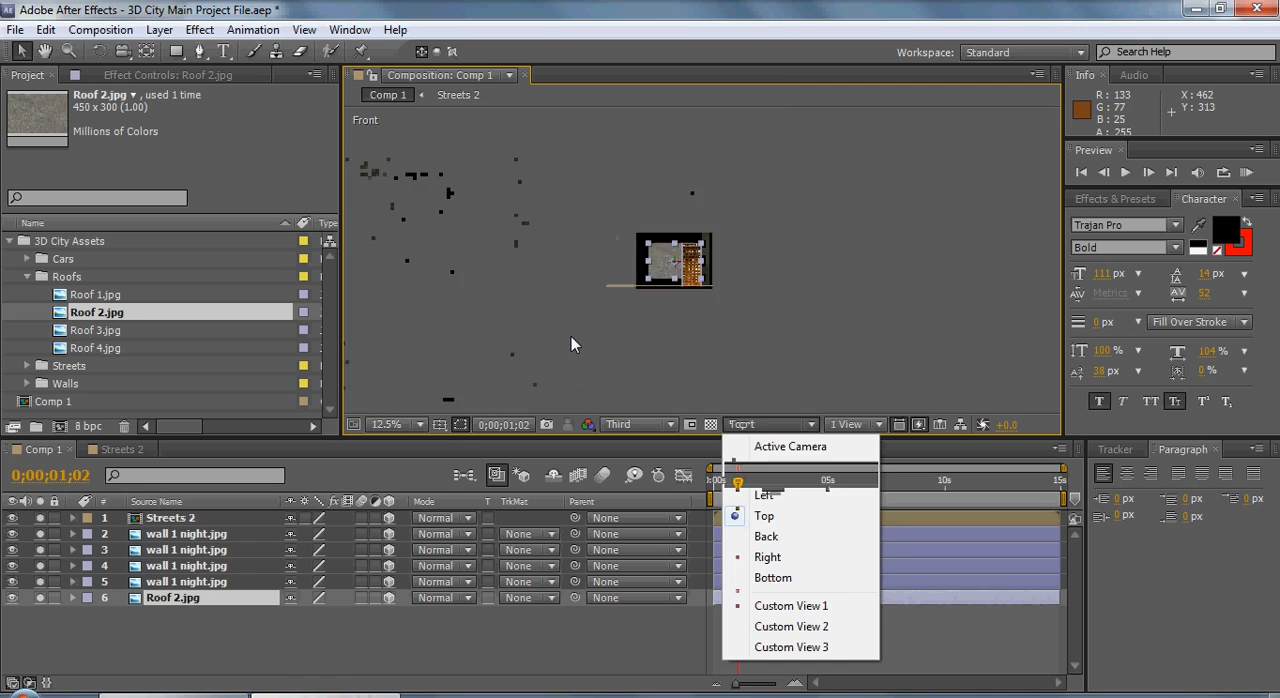 Adobe After Effects - 3D City Main Project File.aep *
File Edit Composition Layer Effect Animation View Window Help
Workspace: Standard Search Help
Project Effect Controls: Roof 2.jpg Composition: Comp 1 Info Audio
Roof 2.jpg , used 1 time
450 x 300 (1.00)
Millions of Colors
Comp 1 Streets 2
Front
R : 133
G : 77
B : 25
A : 255
X : 462
Y : 313
Preview
Effects & Presets Character
Trajan Pro
Bold
111 px 14 px
Metrics 52
0 px Fill Over Stroke
100 % 104 %
38 px 0 %
T T TT Tt T' T,
Name Type
3D City Assets
Cars
Roofs
Roof 1.jpg
Roof 2.jpg
Roof 3.jpg
Roof 4.jpg
Streets
Walls
Comp 1
8 bpc
12.5% 0;00;01;02 Third 1 View +0.0
Active Camera
Left
Top
Back
Right
Bottom
Custom View 1
Custom View 2
Custom View 3
Comp 1 Streets 2
0;00;01;02
:00s 05s 10s 15s
# Source Name Mode T TrkMat Parent
1 Streets 2 Normal None
2 wall 1 night.jpg Normal None None
3 wall 1 night.jpg Normal None None
4 wall 1 night.jpg Normal None None
5 wall 1 night.jpg Normal None None
6 Roof 2.jpg Normal None None
Tracker Paragraph
0 px 0 px 0 px
0 px 0 px